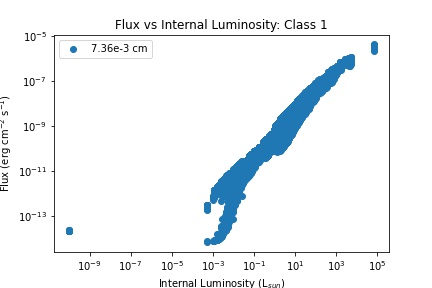 Flux vs Internal Luminosity: Class 1
7.36e-3 cm
Flux (erg cm⁻² s⁻¹)
10⁻⁵
10⁻⁷
10⁻⁹
10⁻¹¹
10⁻¹³
10⁻⁹ 10⁻⁷ 10⁻⁵ 10⁻³ 10⁻¹ 10¹ 10³ 10⁵
Internal Luminosity (Lₛᵤₙ)